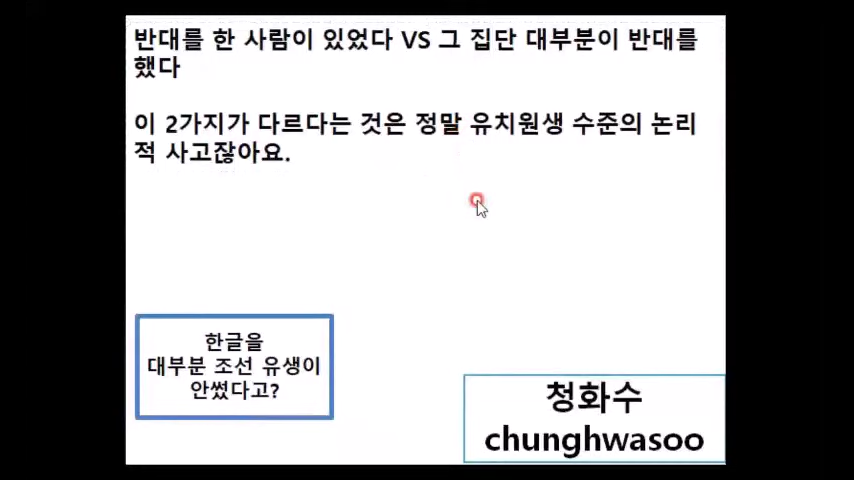 반대를 한 사람이 있었다 VS 그 집단 대부분이 반대를
했다
이 2가지가 다르다는 것은 정말 유치원생 수준의 논리
적 사고잖아요.
한글을
대부분 조선 유생이
안썼다고?
청화수
chunghwasoo